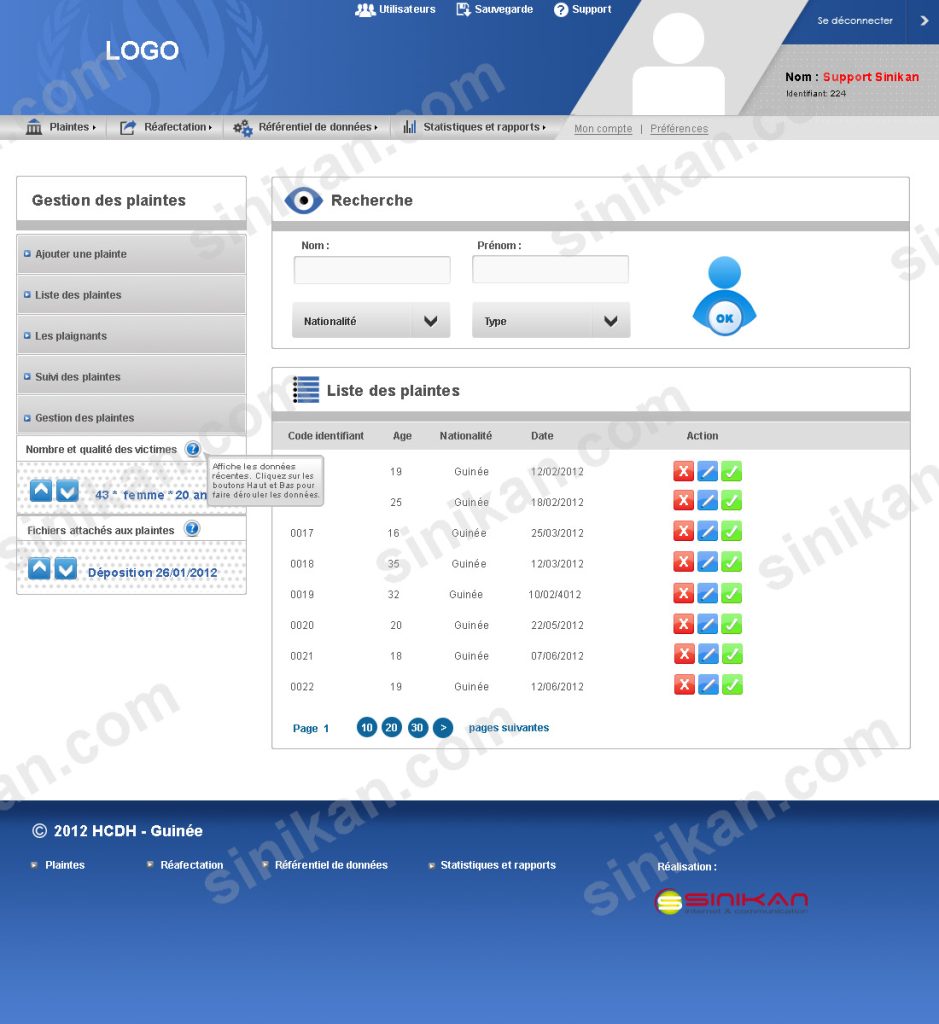 Utilisateurs Sauvegarde ? Support
Se déconnecter
LOGO
Nom : Support Sinikan
Identifiant: 224
Plaintes Réafectation Référentiel de données Statistiques et rapports
Mon compte | Préférences
Gestion des plaintes
Ajouter une plainte
Liste des plaintes
Les plaignants
Suivi des plaintes
Gestion des plaintes
Nombre et qualité des victimes ?
Affiche les données
récentes. Cliquez sur les
boutons Haut et Bas pour
faire dérouler les données.
43 * femme * 20 an
Fichiers attachés aux plaintes ?
Déposition 26/01/2012
Recherche
Nom : Prénom :
Nationalité Type
OK
Liste des plaintes
Code identifiant Age Nationalité Date Action
19 Guinée 12/02/2012
25 Guinée 18/02/2012
0017 16 Guinée 25/03/2012
0018 35 Guinée 12/03/2012
0019 32 Guinée 10/02/4012
0020 20 Guinée 22/05/2012
0021 18 Guinée 07/06/2012
0022 19 Guinée 12/06/2012
Page 1 10 20 30 > pages suivantes
© 2012 HCDH - Guinée
Plaintes Réafectation Référentiel de données Statistiques et rapports
Réalisation :
SINIKAN
internet & communication
sinikan.com